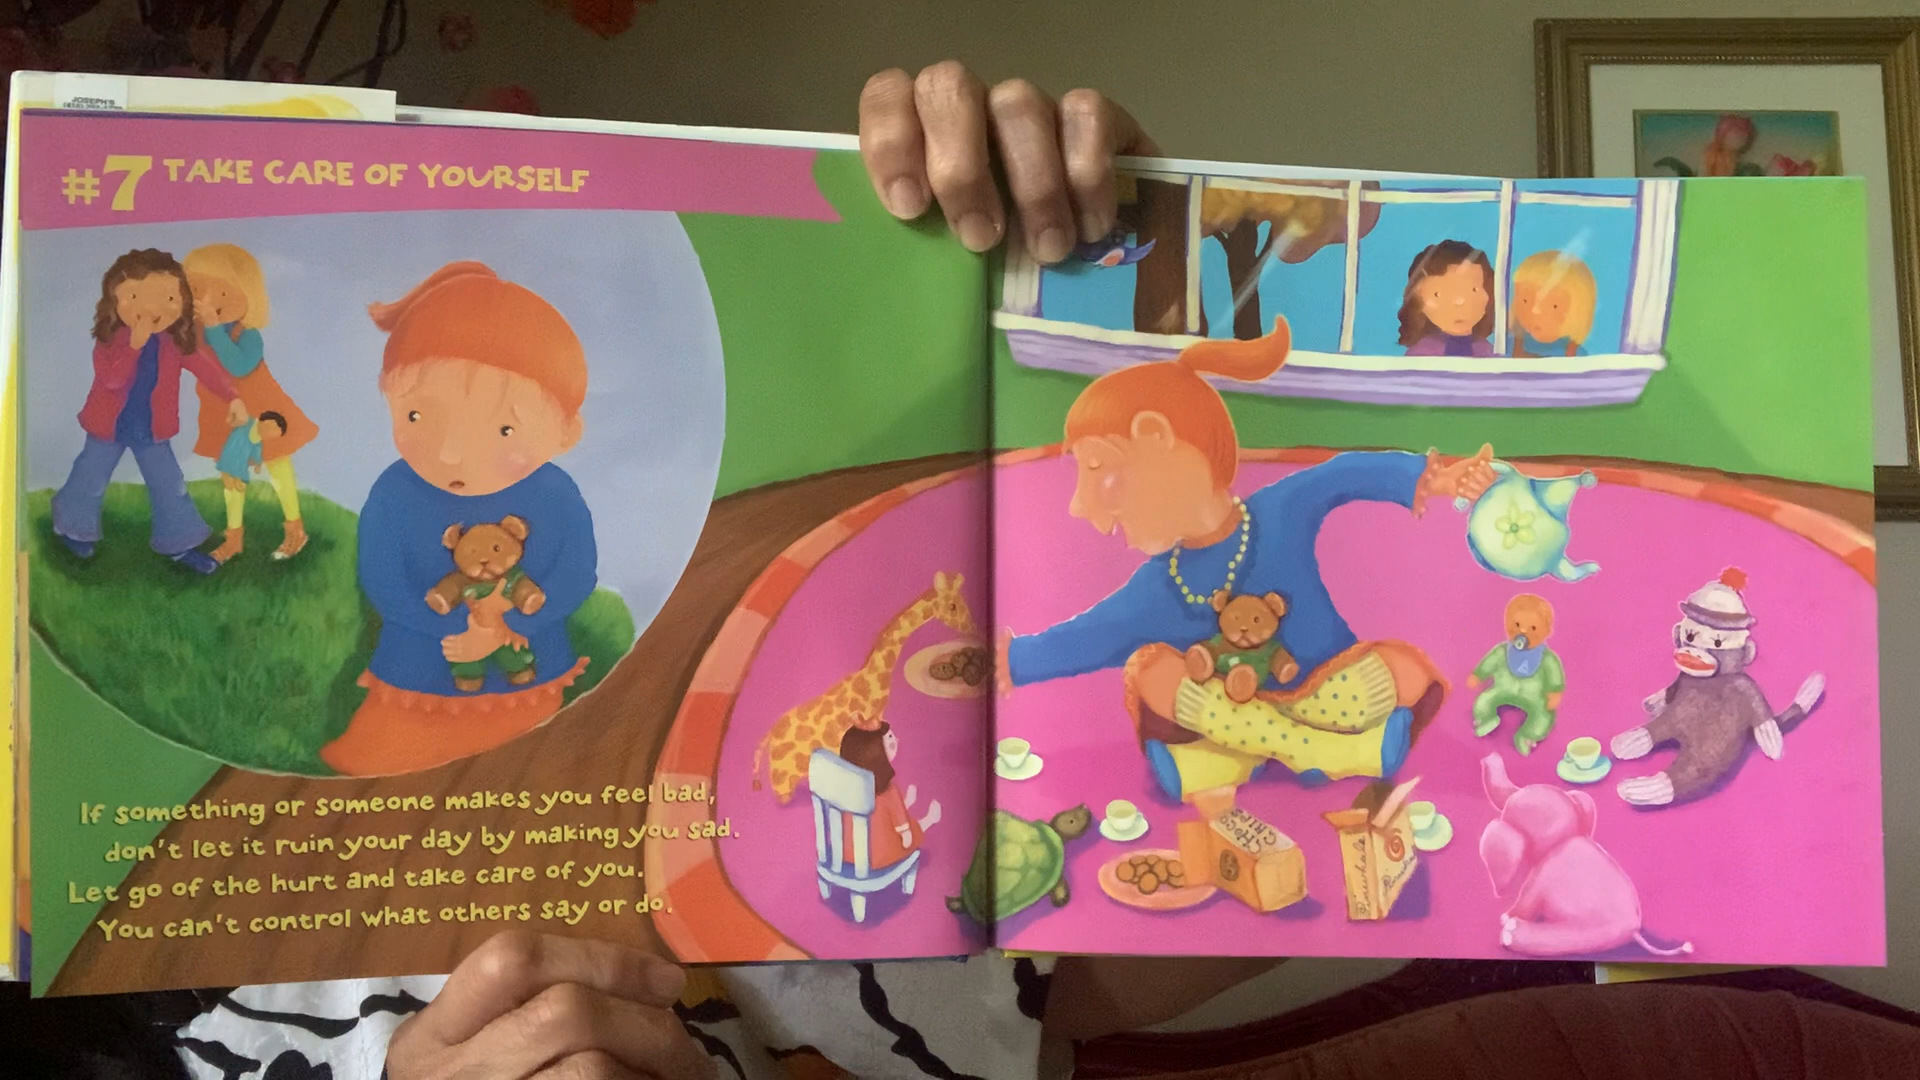 JOSEPH'S
#7 TAKE CARE OF YOURSELF
If something or someone makes you feel bad,
don't let it ruin your day by making you sad.
Let go of the hurt and take care of you.
You can't control what others say or do.